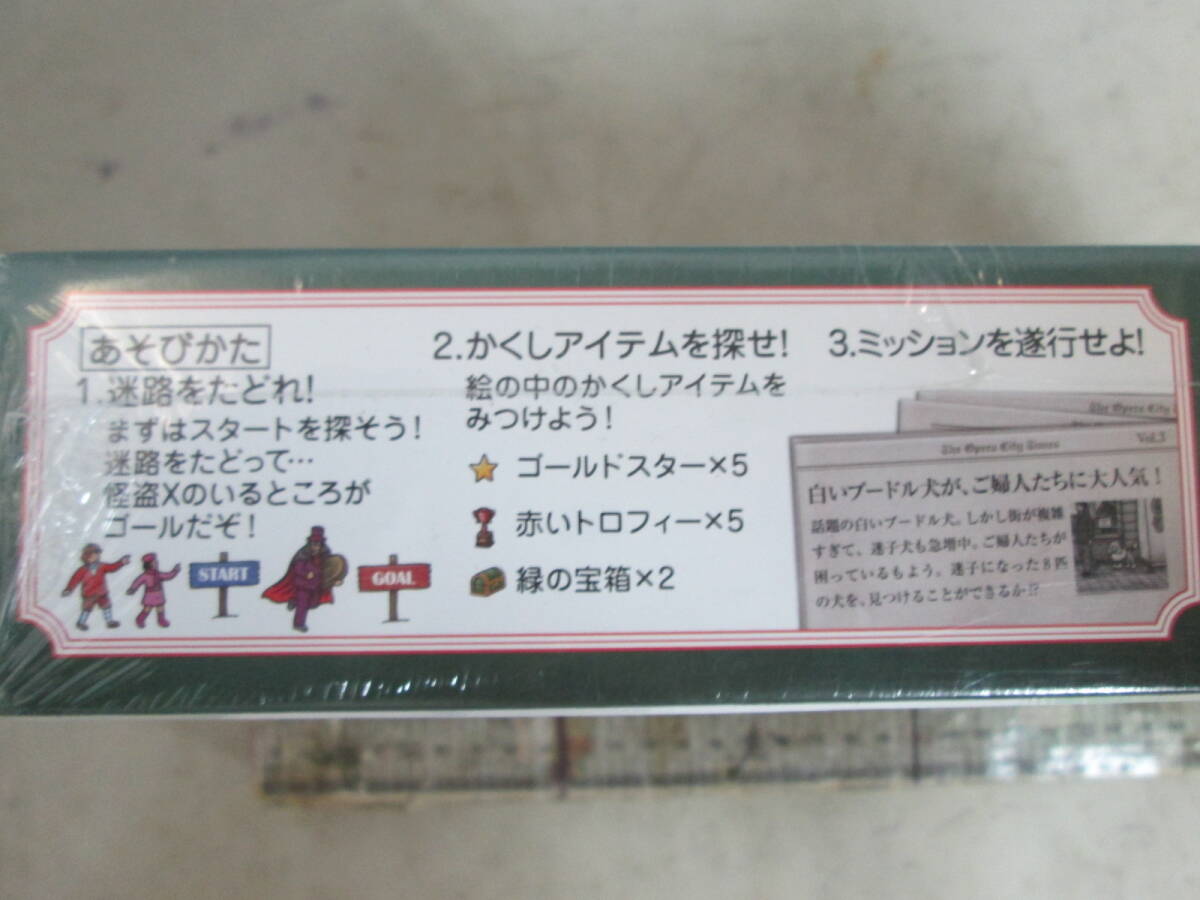 あそびかた
1.迷路をたどれ!
まずはスタートを探そう!
迷路をたどって…
怪盗Xのいるところが
ゴールだぞ!
START
GOAL
2.かくしアイテムを探せ!
絵の中のかくしアイテムを
みつけよう!
ゴールドスター×5
赤いトロフィー×5
緑の宝箱×2
3.ミッションを遂行せよ!
The Opera City
The Opera City Times
Vol.3
白いプードル犬が、ご婦人たちに大人気!
話題の白いプードル犬。しかし街が複雑
すぎて、迷子犬も急増中。ご婦人たちが
困っているもよう。迷子になった8匹
の犬を、見つけることができるか!?